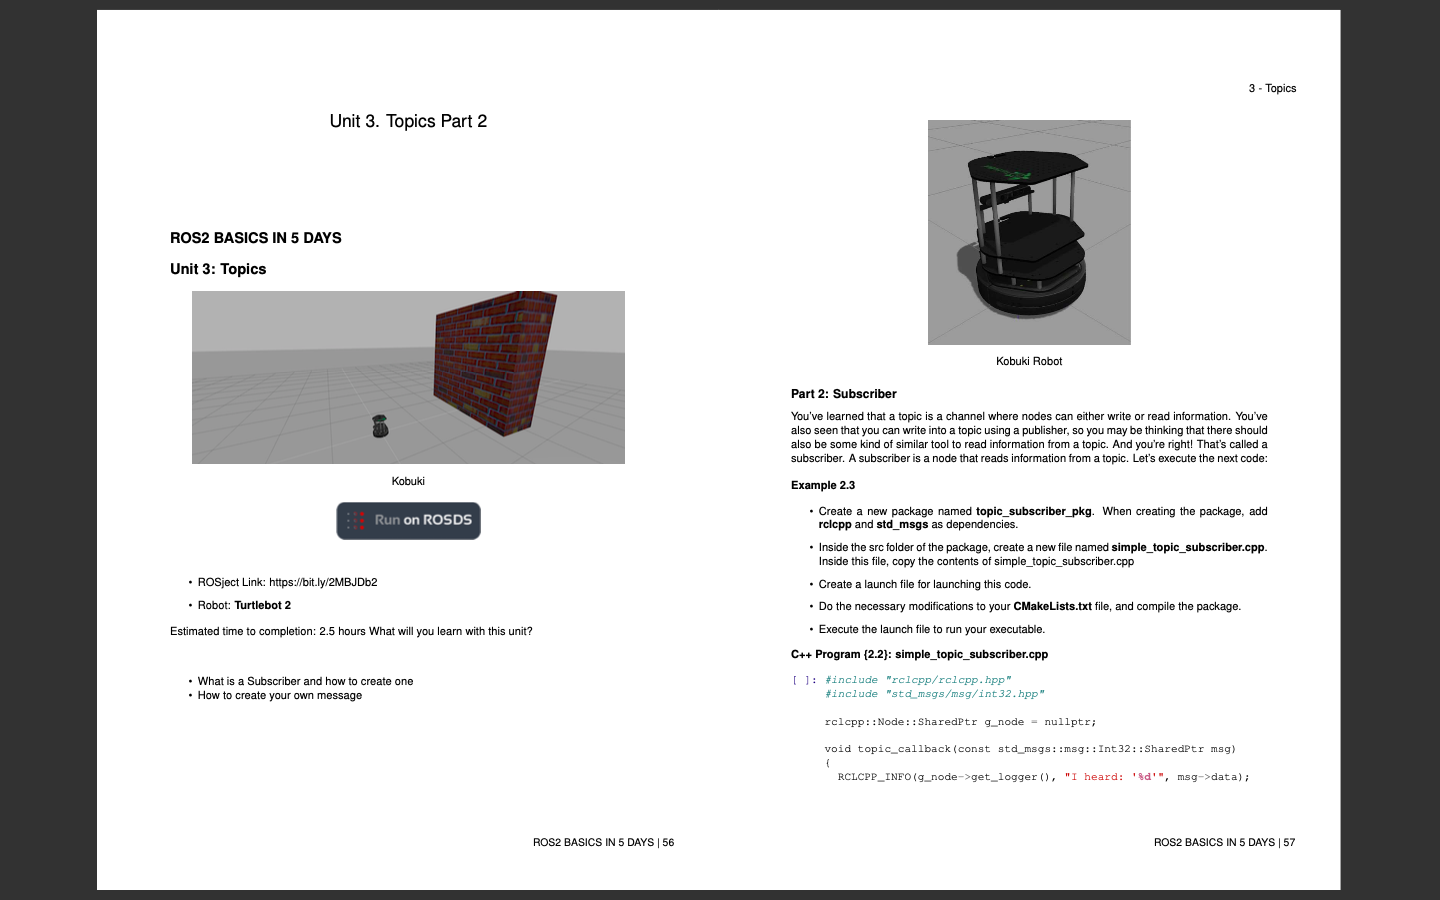 Unit 3. Topics Part 2
ROS2 BASICS IN 5 DAYS
Unit 3: Topics
Kobuki
Run on ROSDS
• ROSject Link: https://bit.ly/2MBJDb2
• Robot: Turtlebot 2
Estimated time to completion: 2.5 hours What will you learn with this unit?
• What is a Subscriber and how to create one
• How to create your own message
ROS2 BASICS IN 5 DAYS | 56
3 - Topics
Kobuki Robot
Part 2: Subscriber
You've learned that a topic is a channel where nodes can either write or read information. You've
also seen that you can write into a topic using a publisher, so you may be thinking that there should
also be some kind of similar tool to read information from a topic. And you're right! That's called a
subscriber. A subscriber is a node that reads information from a topic. Let's execute the next code:
Example 2.3
• Create a new package named topic_subscriber_pkg. When creating the package, add
rclcpp and std_msgs as dependencies.
• Inside the src folder of the package, create a new file named simple_topic_subscriber.cpp.
Inside this file, copy the contents of simple_topic_subscriber.cpp
• Create a launch file for launching this code.
• Do the necessary modifications to your CMakeLists.txt file, and compile the package.
• Execute the launch file to run your executable.
C++ Program {2.2}: simple_topic_subscriber.cpp
[ ]: #include "rclcpp/rclcpp.hpp"
#include "std_msgs/msg/int32.hpp"
rclcpp::Node::SharedPtr g_node = nullptr;
void topic_callback(const std_msgs::msg::Int32::SharedPtr msg)
{
RCLCPP_INFO(g_node->get_logger(), "I heard: '%d'", msg->data);
ROS2 BASICS IN 5 DAYS | 57